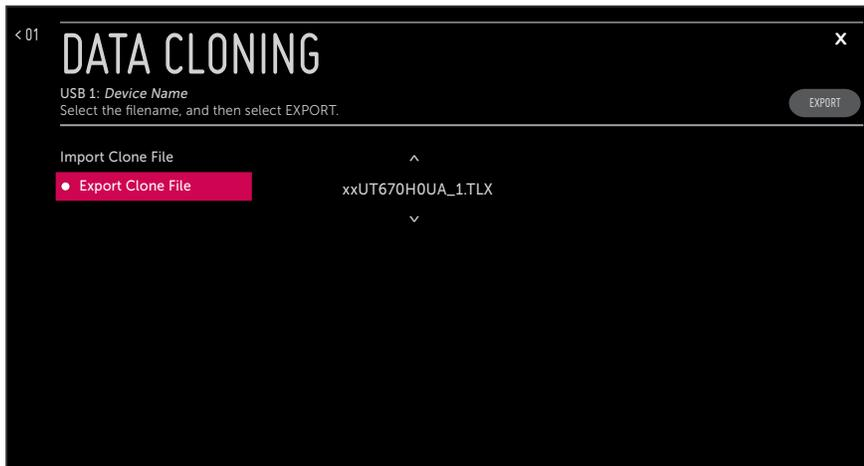 < 01
DATA CLONING
X
USB 1: Device Name
Select the filename, and then select EXPORT.
EXPORT
Import Clone File
Export Clone File
xxUT670H0UA_1.TLX